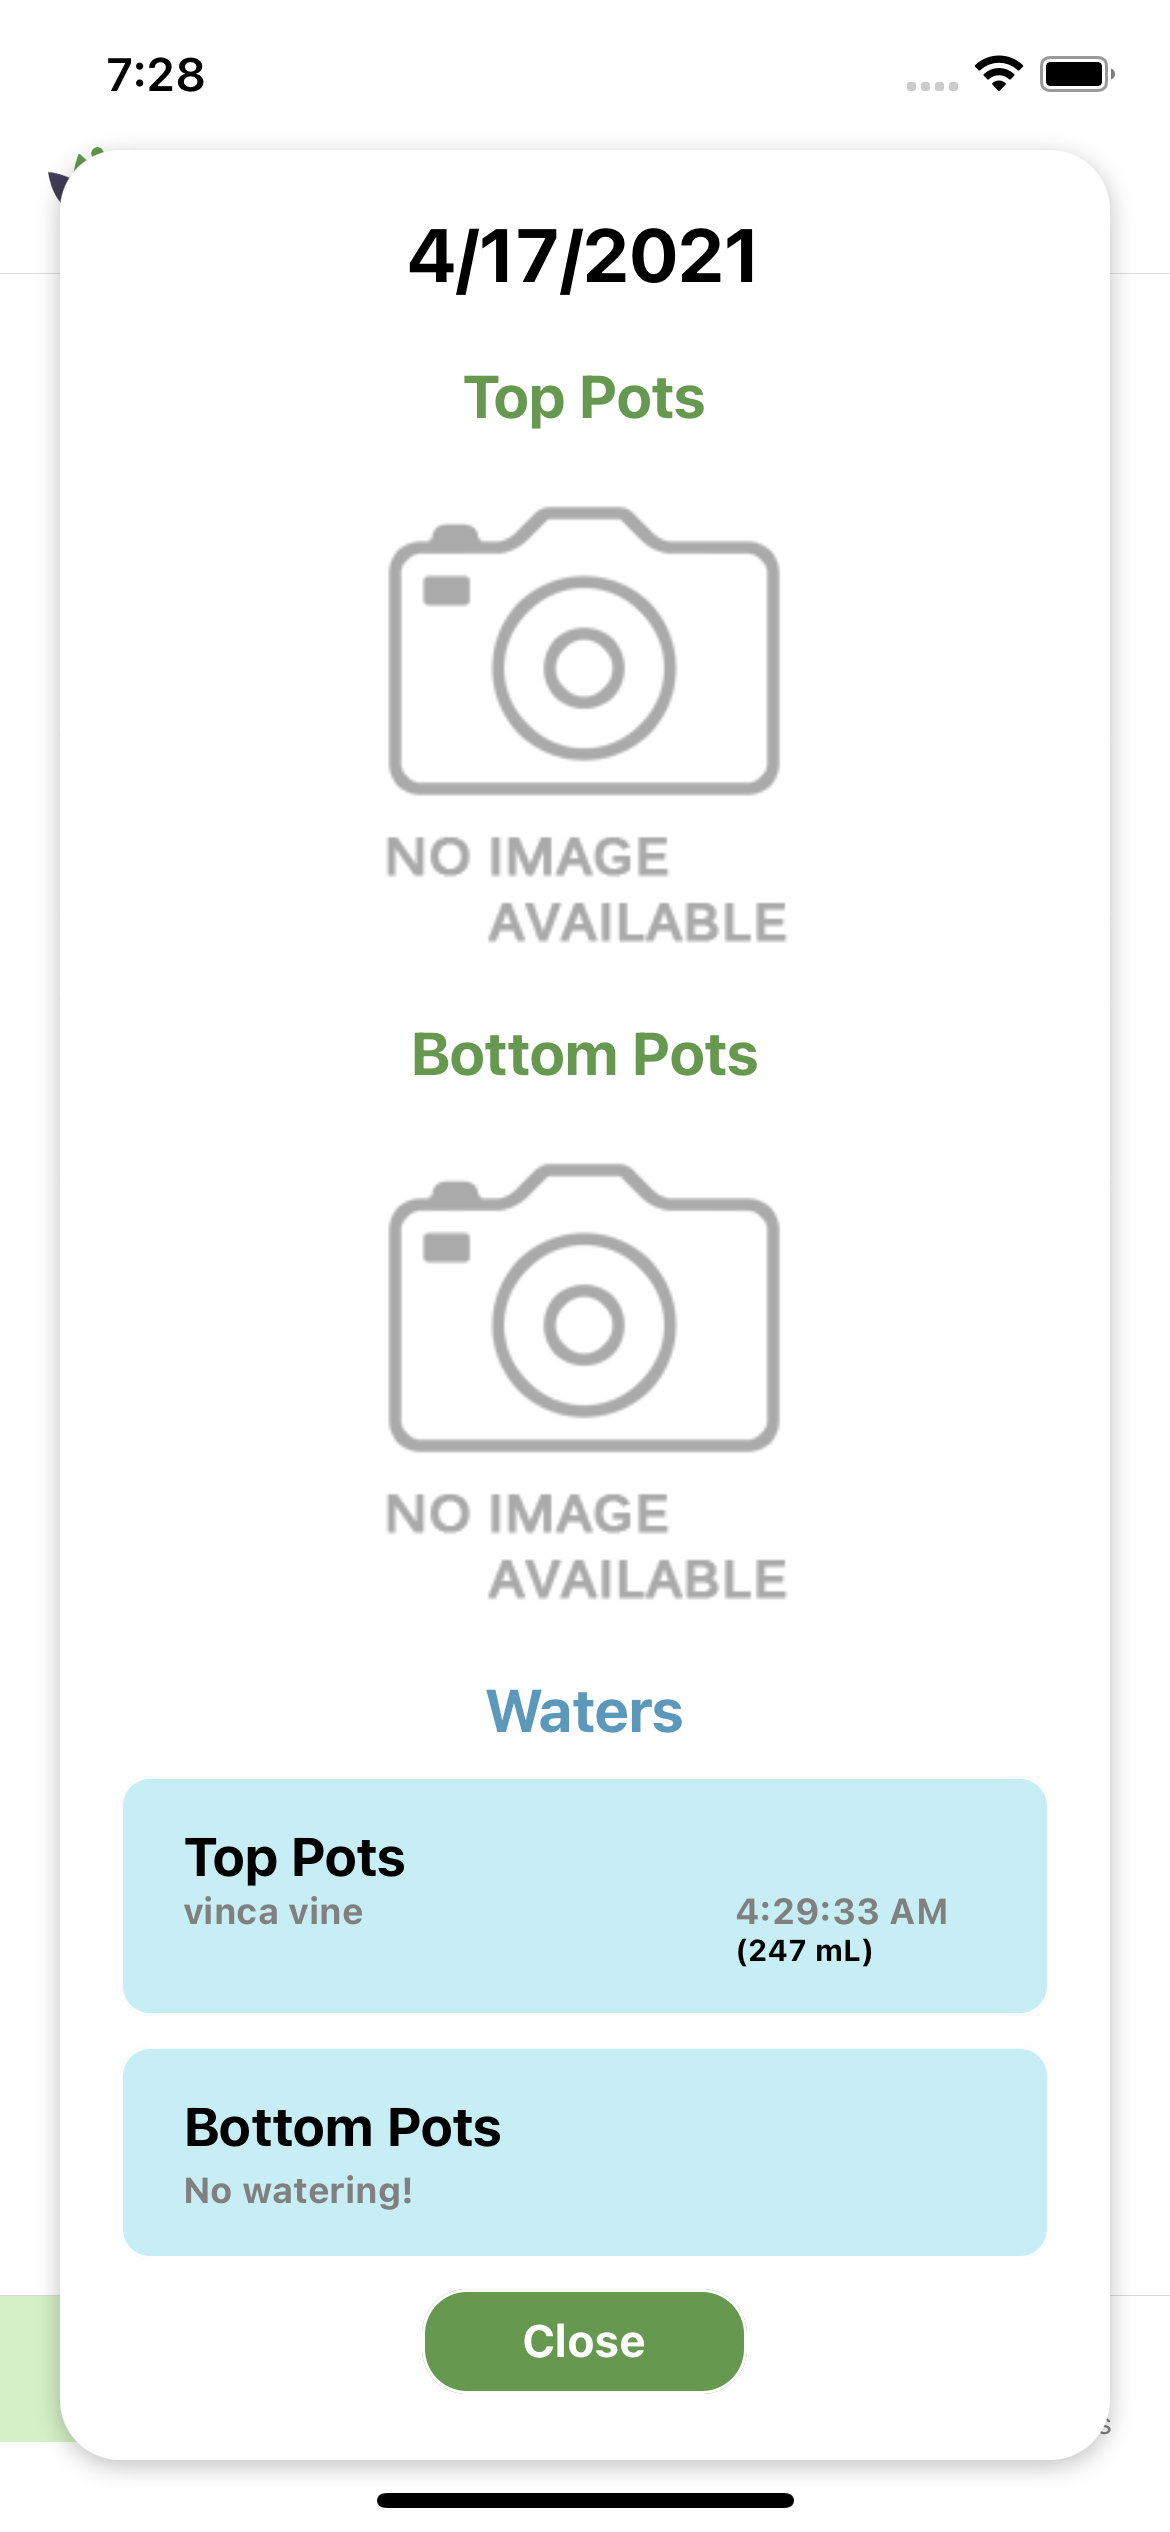 7:28
4/17/2021
Top Pots
NO IMAGE
AVAILABLE
Bottom Pots
NO IMAGE
AVAILABLE
Waters
Top Pots
vinca vine
4:29:33 AM
(247 mL)
Bottom Pots
No watering!
Close
s